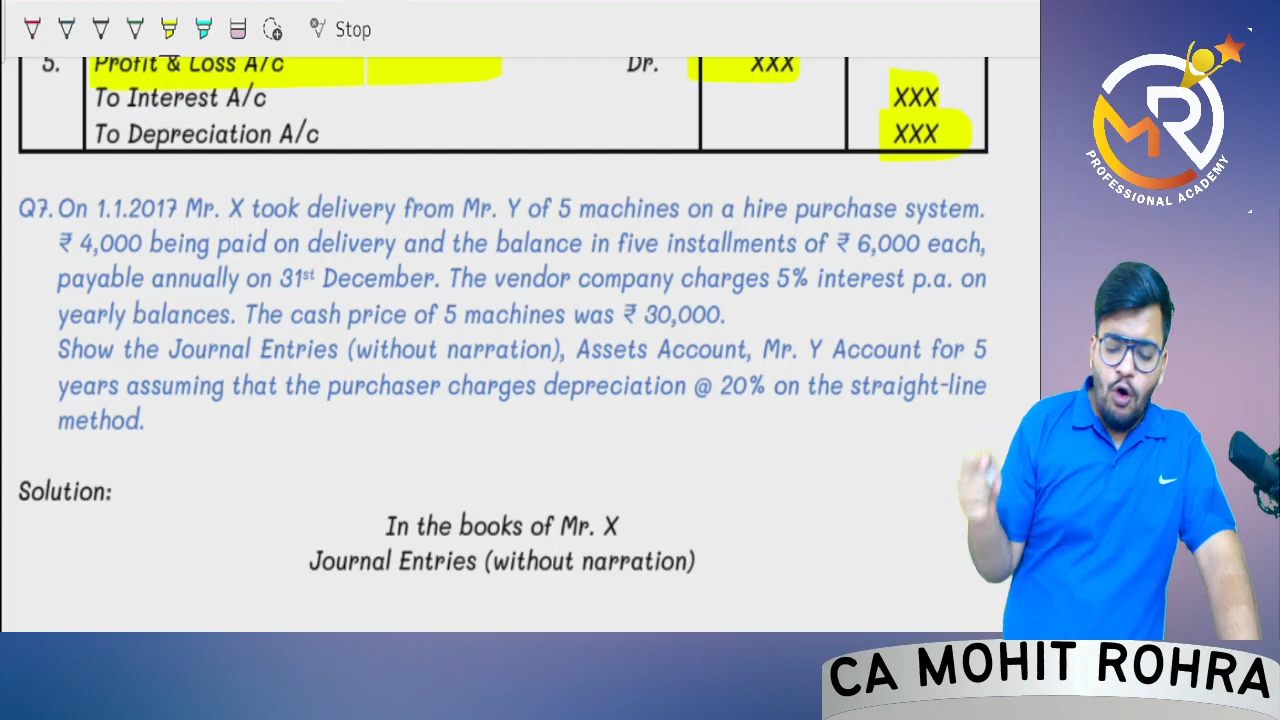 Stop
5. Profit & Loss A/c Dr. XXX
To Interest A/c XXX
To Depreciation A/c XXX
Q7. On 1.1.2017 Mr. X took delivery from Mr. Y of 5 machines on a hire purchase system.
₹ 4,000 being paid on delivery and the balance in five installments of ₹ 6,000 each,
payable annually on 31st December. The vendor company charges 5% interest p.a. on
yearly balances. The cash price of 5 machines was ₹ 30,000.
Show the Journal Entries (without narration), Assets Account, Mr. Y Account for 5
years assuming that the purchaser charges depreciation @ 20% on the straight-line
method.
Solution:
In the books of Mr. X
Journal Entries (without narration)
MR
PROFESSIONAL ACADEMY
CA MOHIT ROHRA